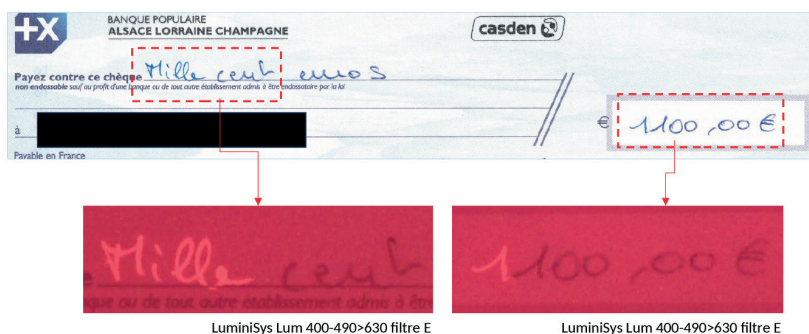 BANQUE POPULAIRE
ALSACE LORRAINE CHAMPAGNE
casden
Payez contre ce chèque Mille cent euros
non endossable sauf au profit d'une banque ou de tout autre établissement admis à être endossataire par la loi
€ 1100,00 €
à
Payable en France
Mille cent
que ou de tout autre établissement admis à êtr
1100,00 €
LuminiSys Lum 400-490>630 filtre E
LuminiSys Lum 400-490>630 filtre E